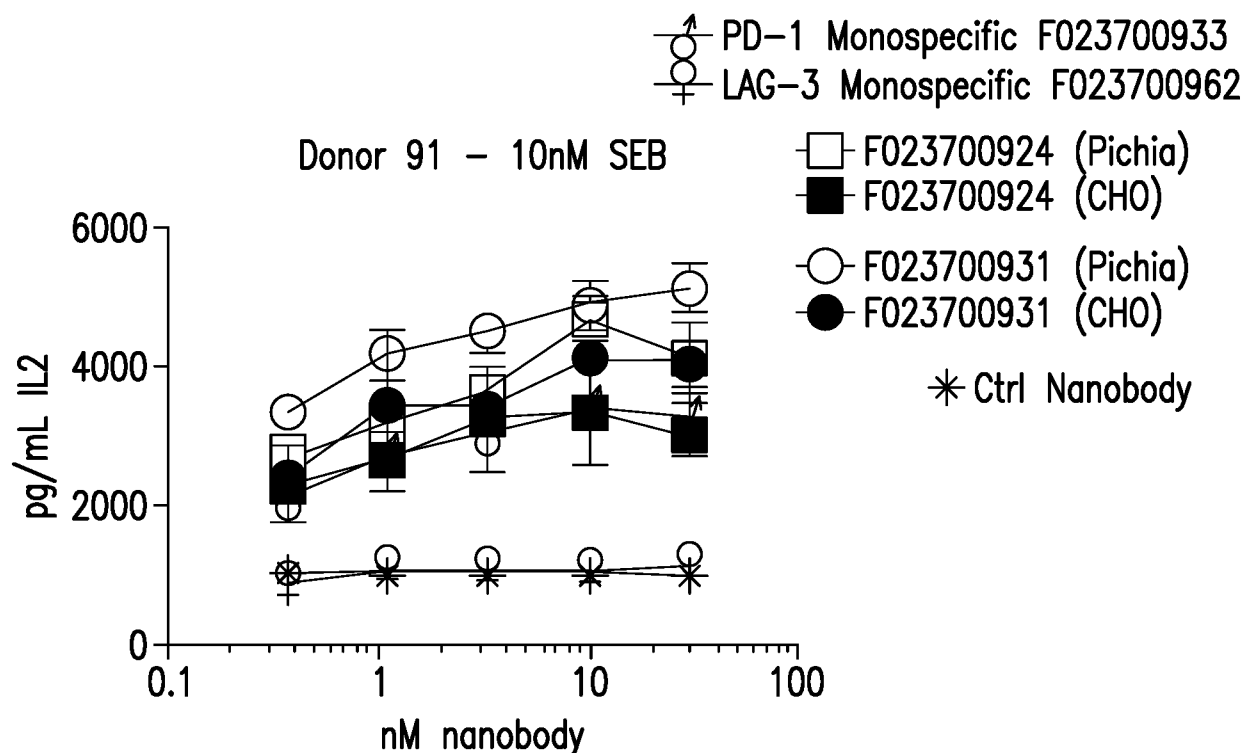 PD-1 Monospecific F023700933
LAG-3 Monospecific F023700962
Donor 91 - 10nM SEB
F023700924 (Pichia)
F023700924 (CHO)
F023700931 (Pichia)
F023700931 (CHO)
Ctrl Nanobody
pg/mL IL2
6000
4000
2000
0
0.1
1
10
100
nM nanobody